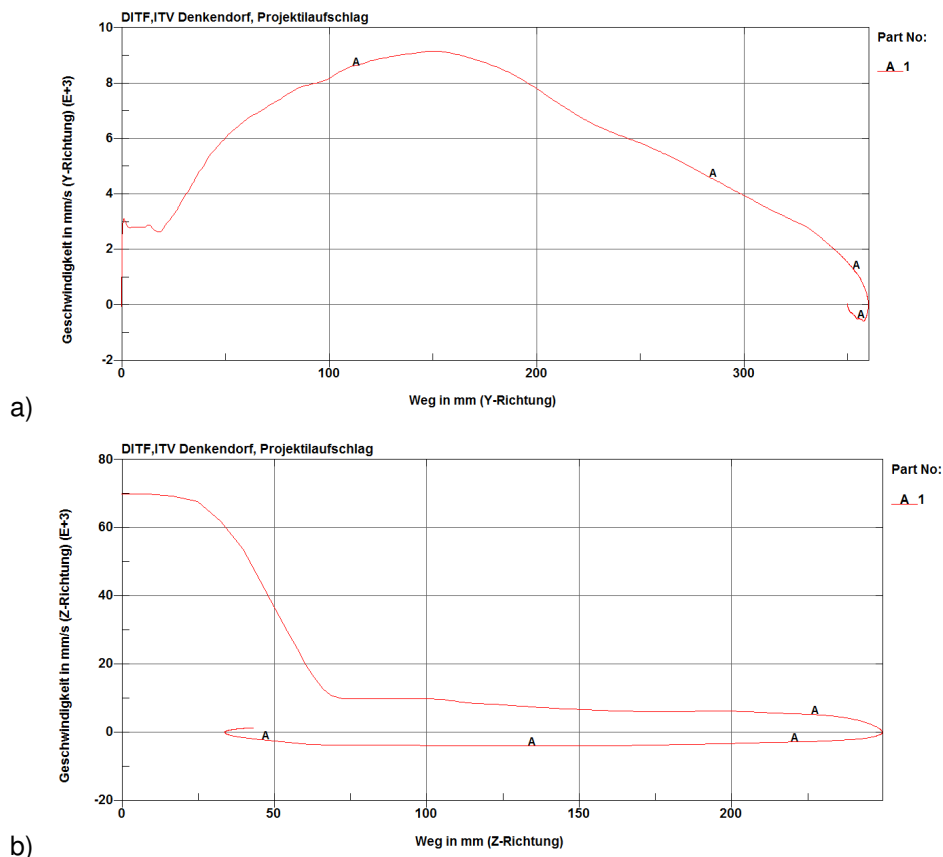 DITF,ITV Denkendorf, Projektilaufschlag
Geschwindigkeit in mm/s (Y-Richtung) (E+3)
10
8
6
4
2
0
-2
0 100 200 300
Weg in mm (Y-Richtung)
A
A
A
A
Part No:
A 1
a)
DITF,ITV Denkendorf, Projektilaufschlag
Geschwindigkeit in mm/s (Z-Richtung) (E+3)
80
60
40
20
0
-20
0 50 100 150 200
Weg in mm (Z-Richtung)
A
A
A
A
Part No:
A 1
b)